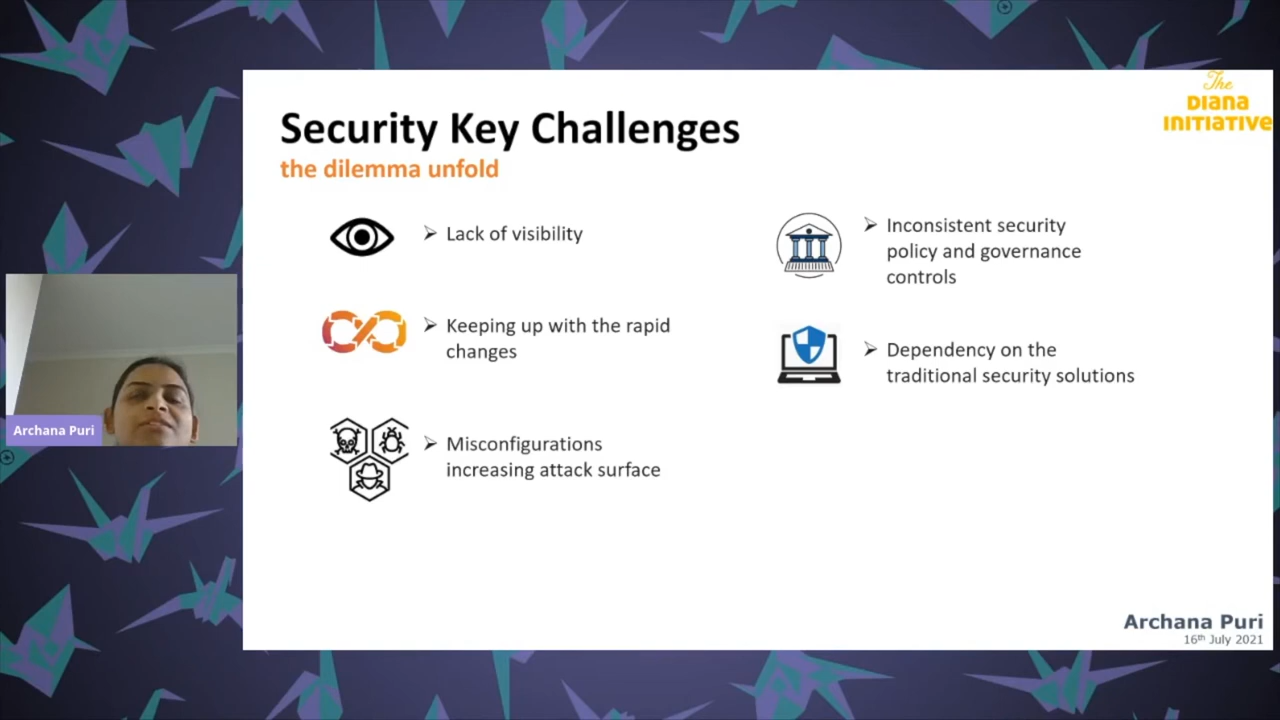 The
DIANA
INITIATIVE
Security Key Challenges
the dilemma unfold
➢ Lack of visibility
➢ Keeping up with the rapid
changes
➢ Misconfigurations
increasing attack surface
➢ Inconsistent security
policy and governance
controls
➢ Dependency on the
traditional security solutions
Archana Puri
Archana Puri
16th July 2021